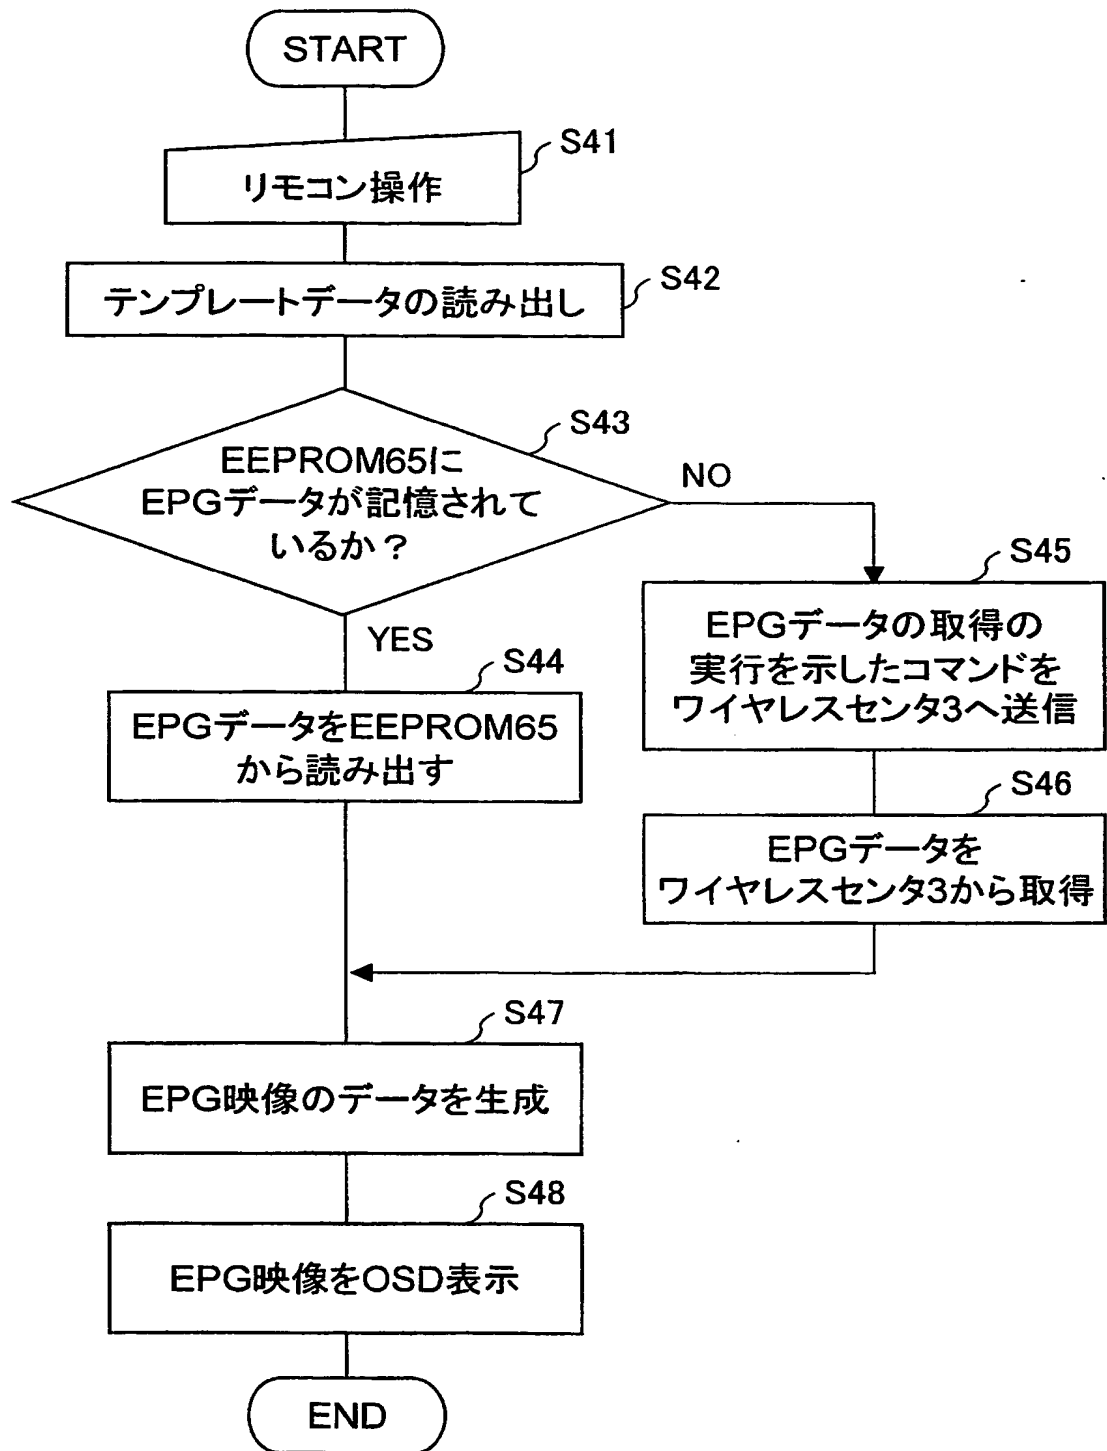 START
S41
リモコン操作
S42
テンプレートデータの読み出し
S43
EEPROM65に
EPGデータが記憶されて
いるか？
NO
YES
S44
EPGデータをEEPROM65
から読み出す
S45
EPGデータの取得の
実行を示したコマンドを
ワイヤレスセンタ3へ送信
S46
EPGデータを
ワイヤレスセンタ3から取得
S47
EPG映像のデータを生成
S48
EPG映像をOSD表示
END